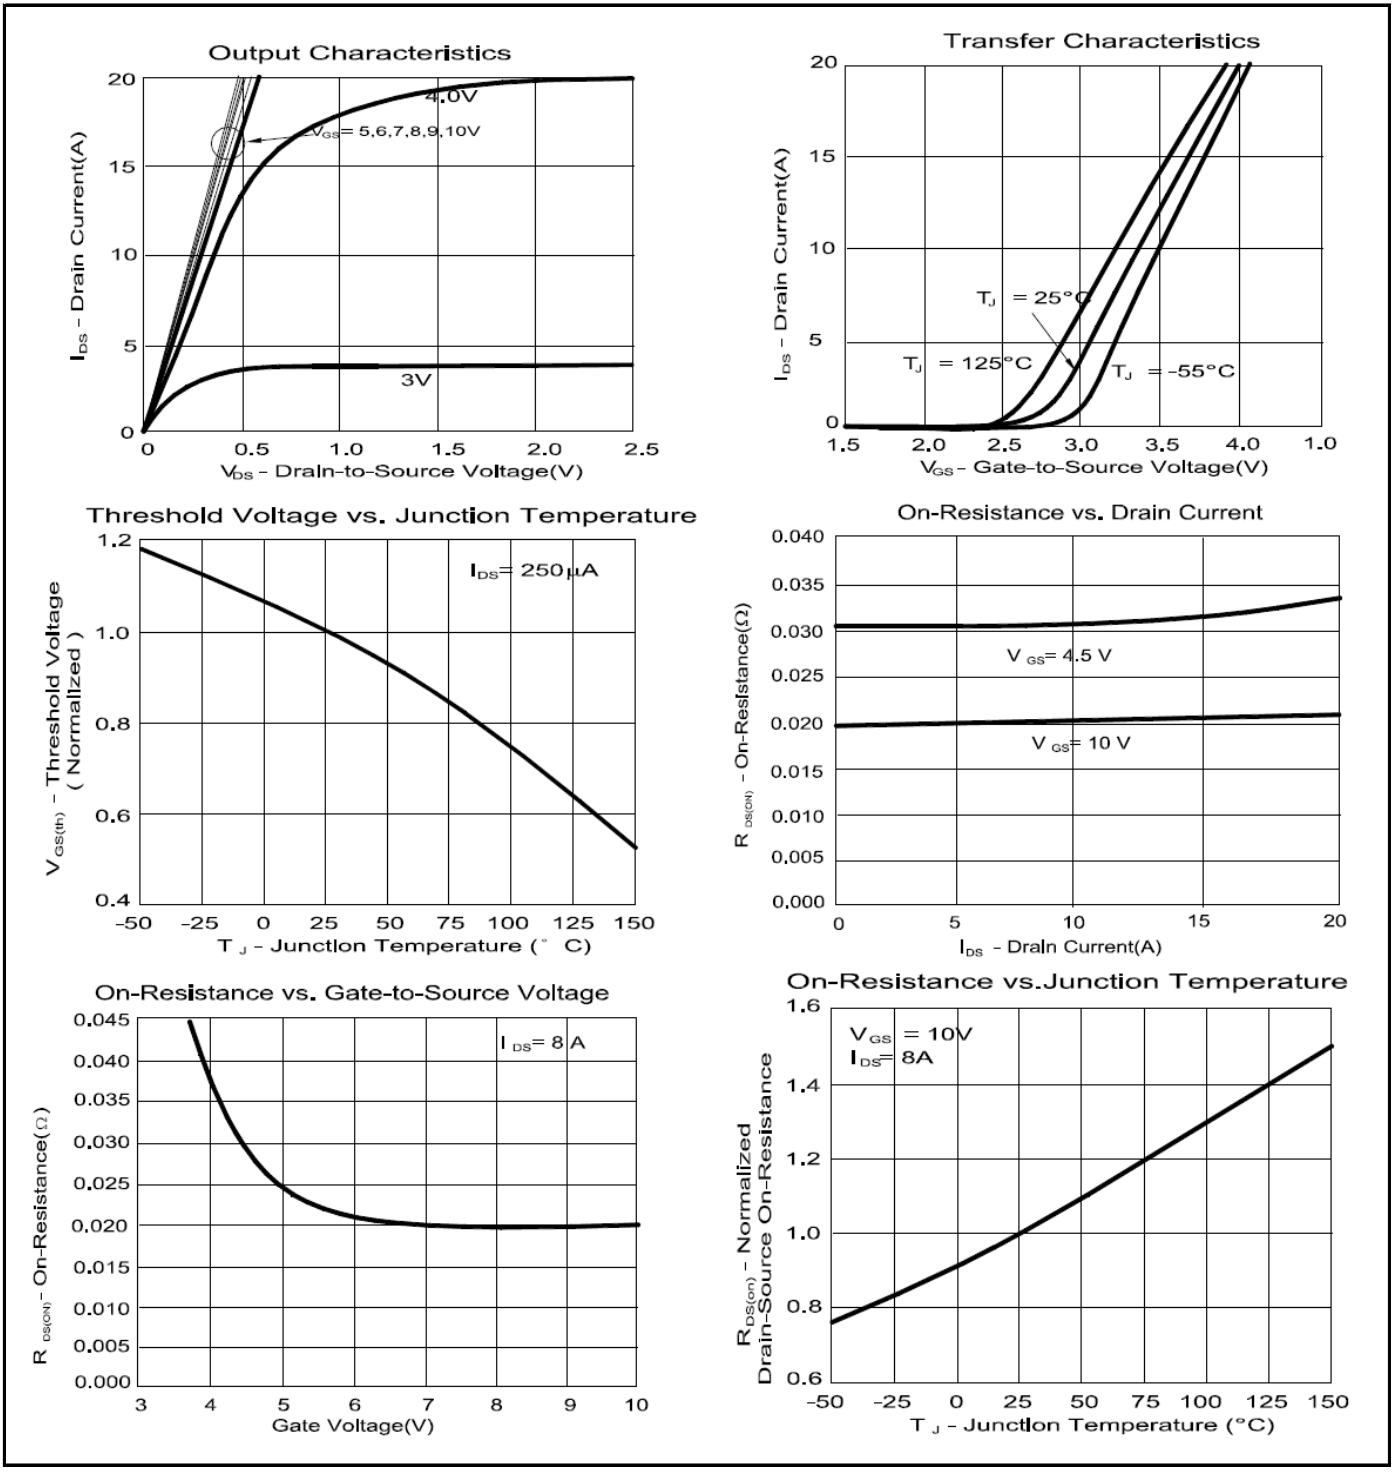 Output Characteristics
20
15
10
5
0
I DS - Drain Current(A)
4.0V
VGS= 5,6,7,8,9,10V
3V
0 0.5 1.0 1.5 2.0 2.5
VDS - Drain-to-Source Voltage(V)
Transfer Characteristics
20
15
10
5
0
I DS - Drain Current(A)
TJ = 25°C
TJ = 125°C
TJ = -55°C
1.5 2.0 2.5 3.0 3.5 4.0 1.0
VGS - Gate-to-Source Voltage(V)
Threshold Voltage vs. Junction Temperature
1.2
1.0
0.8
0.6
0.4
VGS(th) - Threshold Voltage
( Normalized )
I DS= 250μA
-50 -25 0 25 50 75 100 125 150
T J - Junction Temperature (° C)
On-Resistance vs. Drain Current
0.040
0.035
0.030
0.025
0.020
0.015
0.010
0.005
0.000
R DS(ON) - On-Resistance(Ω)
V GS= 4.5 V
V GS= 10 V
0 5 10 15 20
I DS - Drain Current(A)
On-Resistance vs. Gate-to-Source Voltage
0.045
0.040
0.035
0.030
0.025
0.020
0.015
0.010
0.005
0.000
R DS(ON) - On-Resistance(Ω)
I DS= 8 A
3 4 5 6 7 8 9 10
Gate Voltage(V)
On-Resistance vs.Junction Temperature
1.6
1.4
1.2
1.0
0.8
0.6
RDS(on) - Normalized
Drain-Source On-Resistance
VGS = 10V
I DS= 8A
-50 -25 0 25 50 75 100 125 150
T J - Junction Temperature (°C)